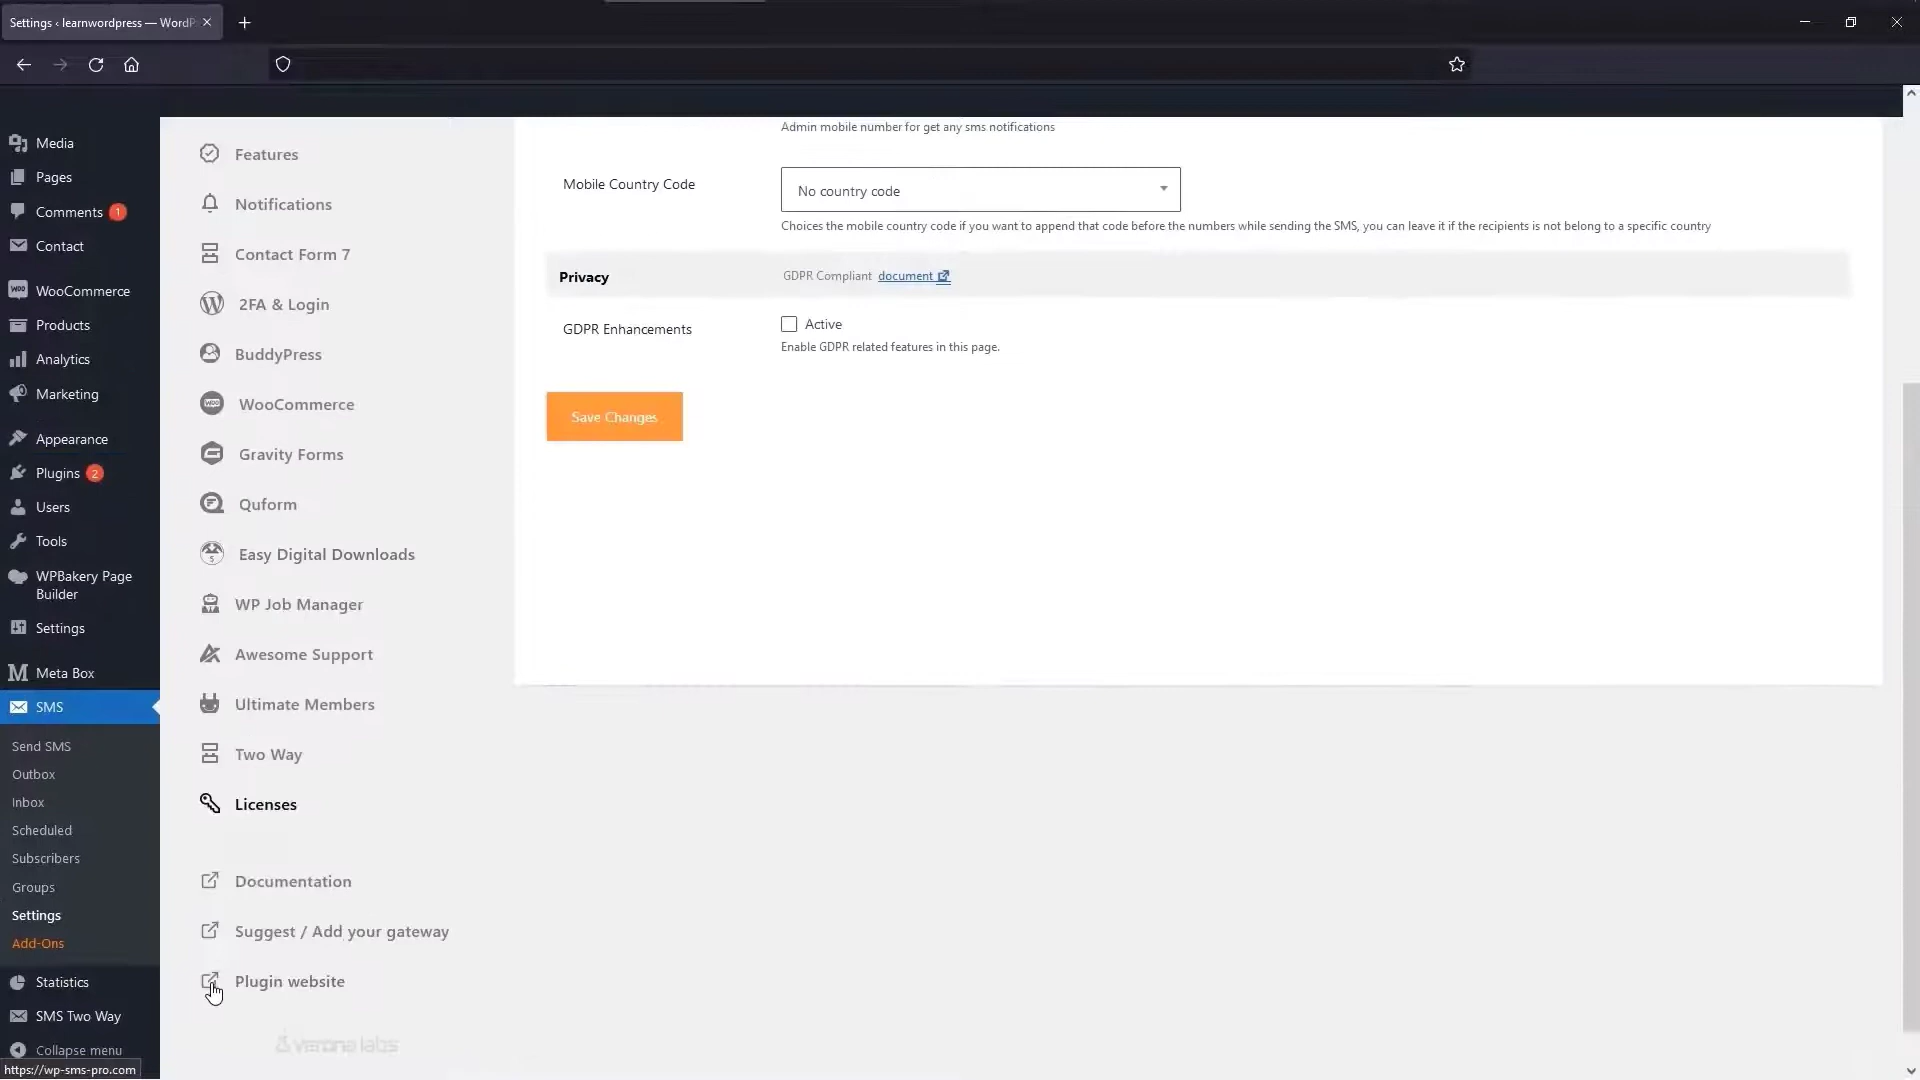 Settings ‹ learnwordpress — WordP
Media
Pages
Comments 1
Contact
WooCommerce
Products
Analytics
Marketing
Appearance
Plugins 2
Users
Tools
WPBakery Page
Builder
Settings
Meta Box
SMS
Send SMS
Outbox
Inbox
Scheduled
Subscribers
Groups
Settings
Add-Ons
Statistics
SMS Two Way
Collapse menu
https://wp-sms-pro.com
Features
Notifications
Contact Form 7
2FA & Login
BuddyPress
WooCommerce
Gravity Forms
Quform
Easy Digital Downloads
WP Job Manager
Awesome Support
Ultimate Members
Two Way
Licenses
Documentation
Suggest / Add your gateway
Plugin website
verona labs
Admin mobile number for get any sms notifications
Mobile Country Code
No country code
Choices the mobile country code if you want to append that code before the numbers while sending the SMS, you can leave it if the recipients is not belong to a specific country
Privacy
GDPR Compliant document
GDPR Enhancements
Active
Enable GDPR related features in this page.
Save Changes